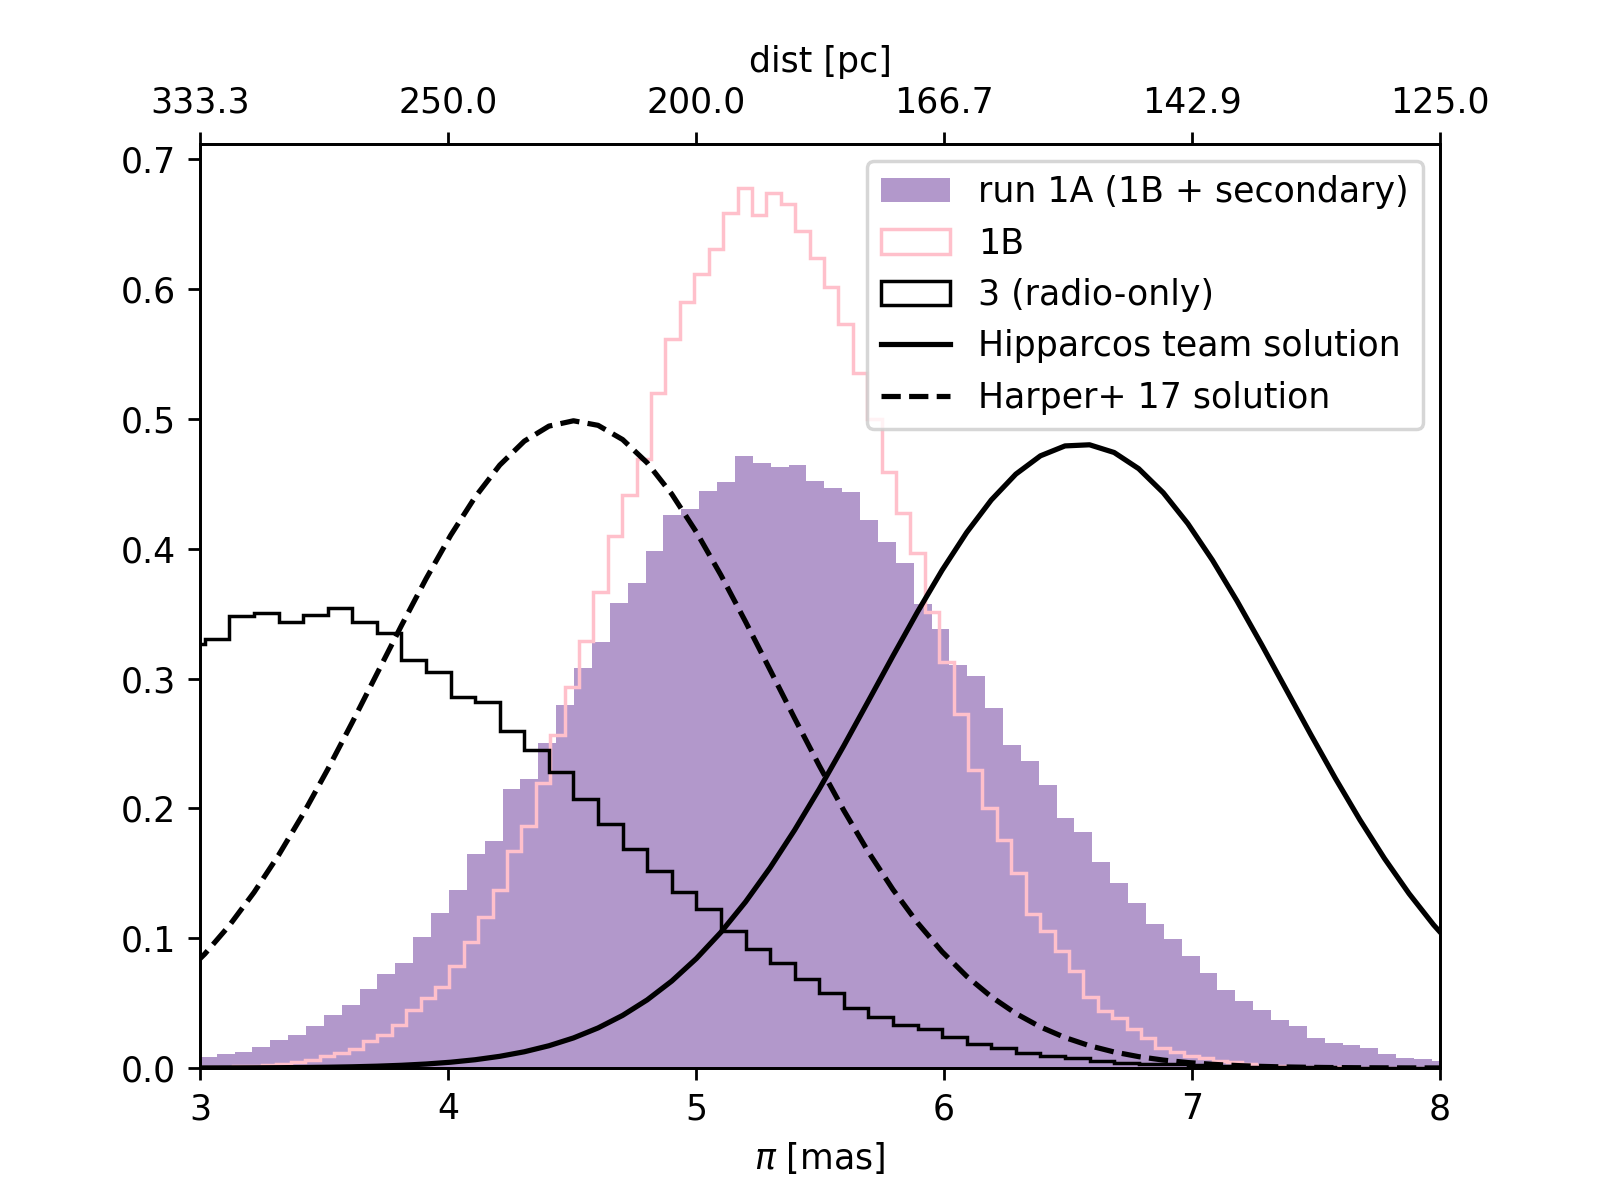 dist [pc]
333.3 250.0 200.0 166.7 142.9 125.0
0.7
0.6
0.5
0.4
0.3
0.2
0.1
0.0
run 1A (1B + secondary)
1B
3 (radio-only)
Hipparcos team solution
Harper+ 17 solution
3 4 5 6 7 8
π [mas]